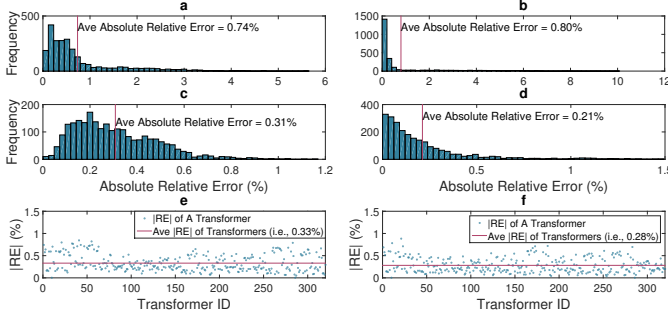 a
b
500
Ave Absolute Relative Error = 0.74%
Frequency
0
0 1 2 3 4 5 6
1500
Ave Absolute Relative Error = 0.80%
1000
500
0
0 2 4 6 8 10 12
c
d
200
Ave Absolute Relative Error = 0.31%
Frequency
100
0
0 0.2 0.4 0.6 0.8 1
Absolute Relative Error (%)
400
Ave Absolute Relative Error = 0.21%
200
0
0 0.5 1 1.5
Absolute Relative Error (%)
e
f
1.5
|RE| of A Transformer
Ave |RE| of Transformers (i.e., 0.33%)
|RE| (%)
1
0.5
0
0 50 100 150 200 250 300
Transformer ID
1.5
|RE| of A Transformer
Ave |RE| of Transformers (i.e., 0.28%)
|RE| (%)
1
0.5
0
0 50 100 150 200 250 300
Transformer ID